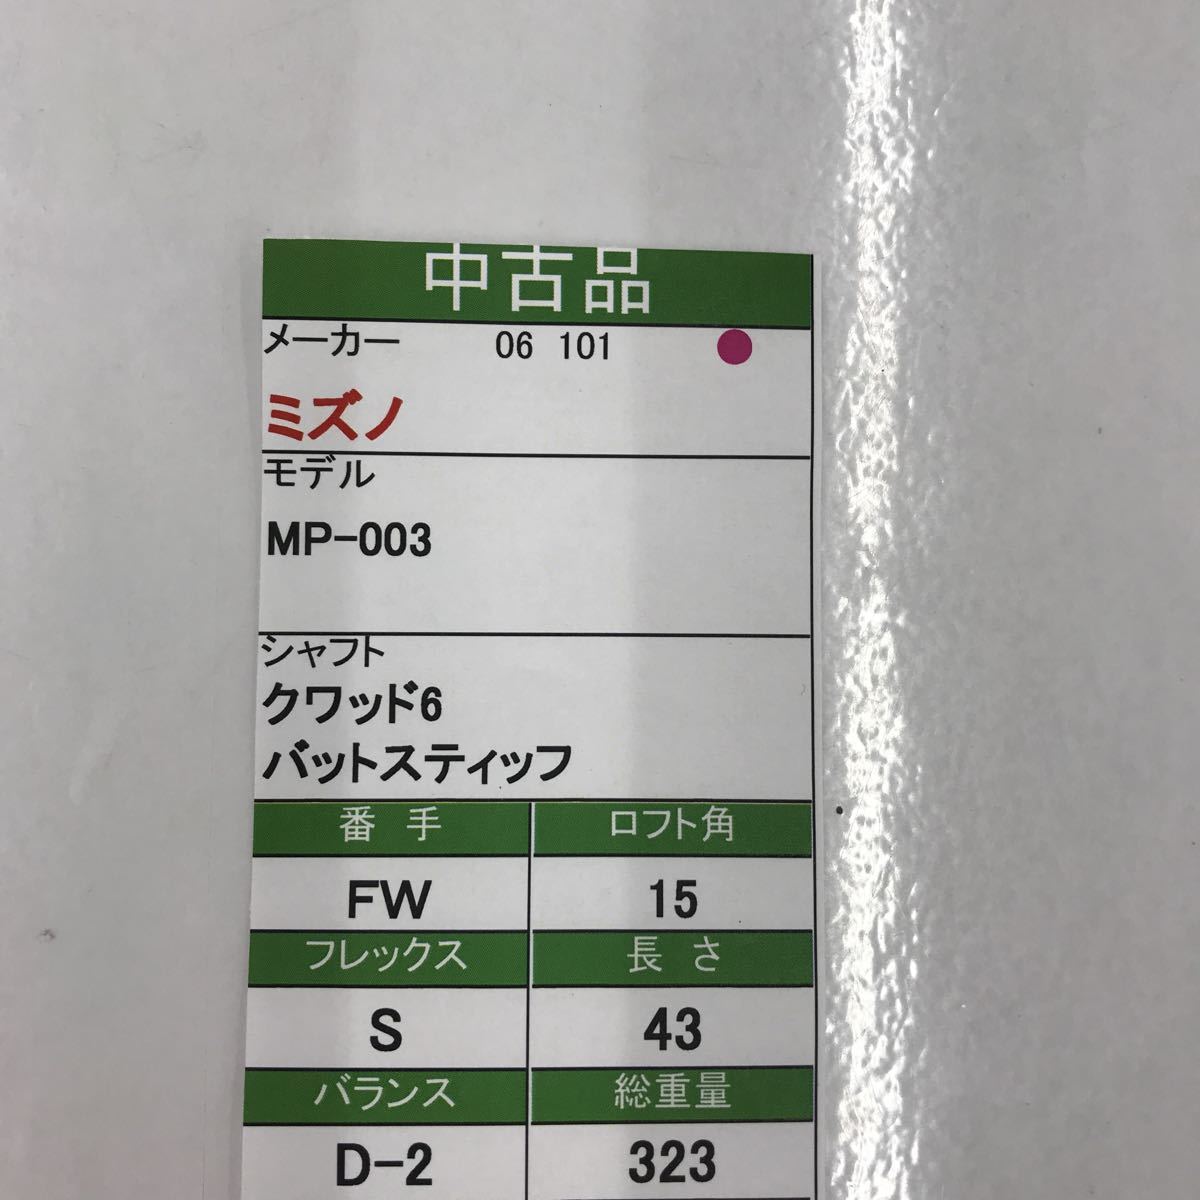 中古品
メーカー 06 101
ミズノ
モデル
MP-003
シャフト
クワッド6
バットスティッフ
番 手 ロフト角
FW 15
フレックス 長 さ
S 43
バランス 総重量
D-2 323